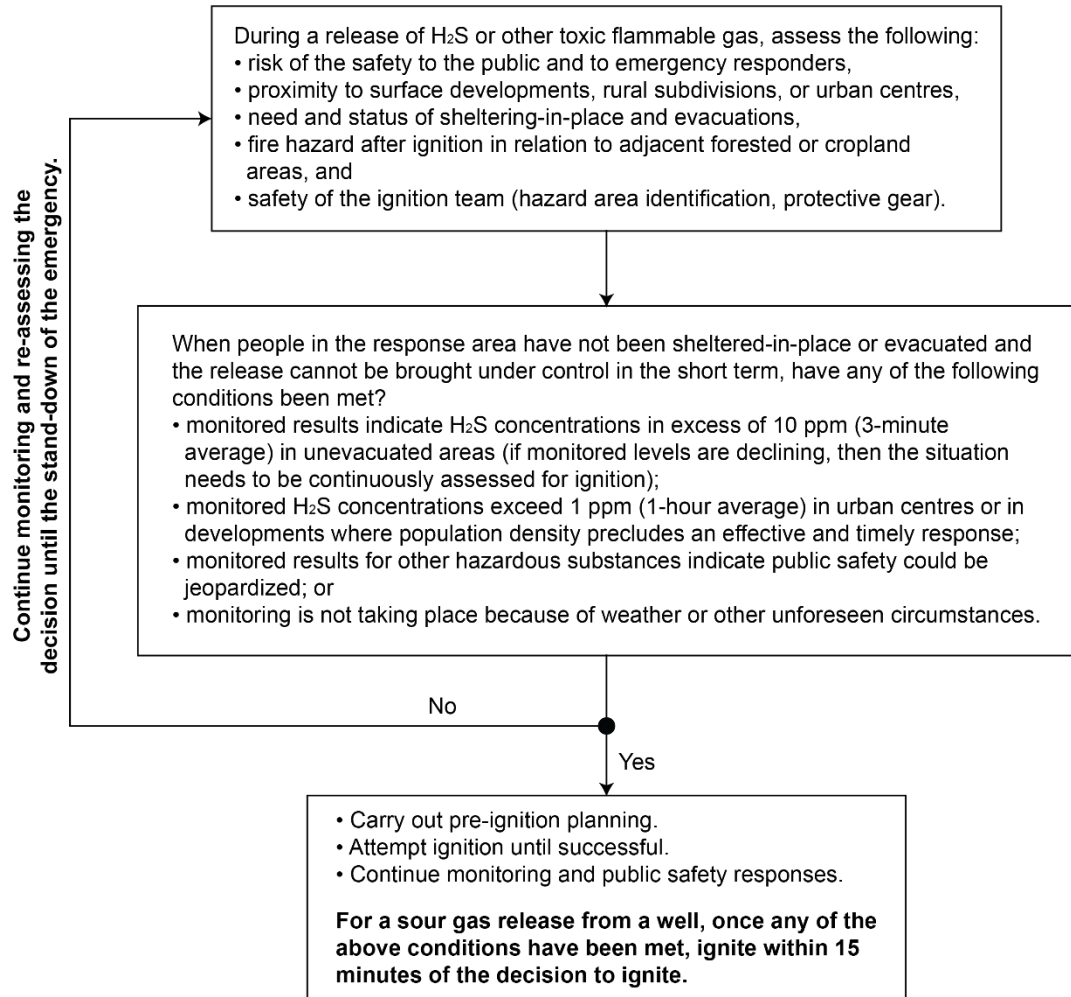 During a release of H₂S or other toxic flammable gas, assess the following:
• risk of the safety to the public and to emergency responders,
• proximity to surface developments, rural subdivisions, or urban centres,
• need and status of sheltering-in-place and evacuations,
• fire hazard after ignition in relation to adjacent forested or cropland
areas, and
• safety of the ignition team (hazard area identification, protective gear).
Continue monitoring and re-assessing the
decision until the stand-down of the emergency.
When people in the response area have not been sheltered-in-place or evacuated and
the release cannot be brought under control in the short term, have any of the following
conditions been met?
• monitored results indicate H₂S concentrations in excess of 10 ppm (3-minute
average) in unevacuated areas (if monitored levels are declining, then the situation
needs to be continuously assessed for ignition);
• monitored H₂S concentrations exceed 1 ppm (1-hour average) in urban centres or in
developments where population density precludes an effective and timely response;
• monitored results for other hazardous substances indicate public safety could be
jeopardized; or
• monitoring is not taking place because of weather or other unforeseen circumstances.
No
Yes
• Carry out pre-ignition planning.
• Attempt ignition until successful.
• Continue monitoring and public safety responses.
For a sour gas release from a well, once any of the
above conditions have been met, ignite within 15
minutes of the decision to ignite.